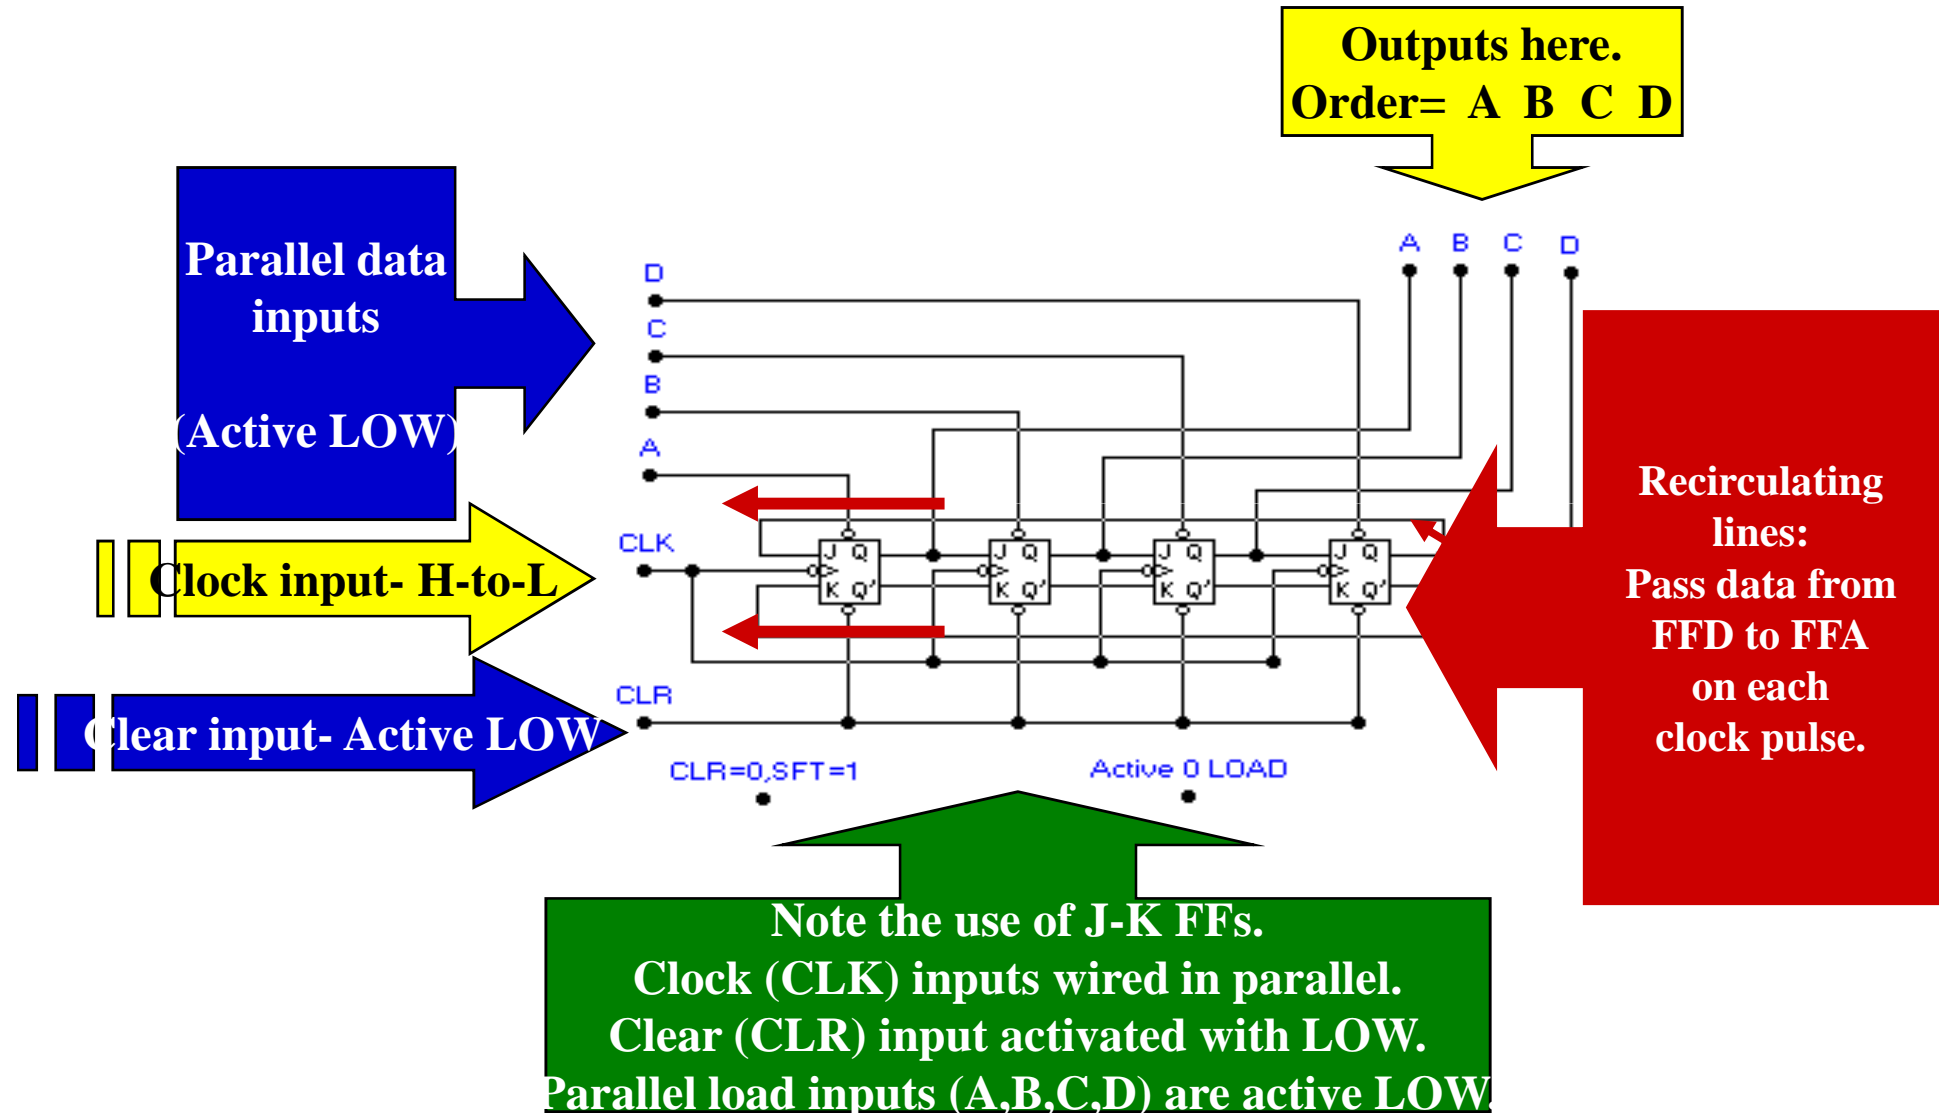 Outputs here.
Order= A B C D
Parallel data
inputs
(Active LOW)
A B C D
D
C
B
A
CLK
J Q
K Q'
J Q
K Q'
J Q
K Q'
J Q
K Q'
Clock input- H-to-L
Recirculating
lines:
Pass data from
FFD to FFA
on each
clock pulse.
CLR
Clear input- Active LOW
CLR=0,SFT=1
Active 0 LOAD
Note the use of J-K FFs.
Clock (CLK) inputs wired in parallel.
Clear (CLR) input activated with LOW.
Parallel load inputs (A,B,C,D) are active LOW.